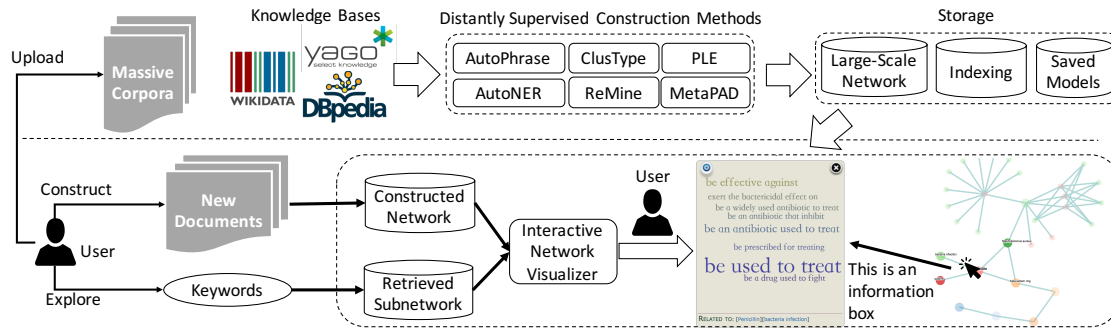 Knowledge Bases
Distantly Supervised Construction Methods
Storage
Upload
Massive
Corpora
WIKIDATA
yago
select knowledge
DBpedia
AutoPhrase
ClusType
PLE
AutoNER
ReMine
MetaPAD
Large-Scale
Network
Indexing
Saved
Models
Construct
User
Explore
New
Documents
Keywords
Constructed
Network
Retrieved
Subnetwork
Interactive
Network
Visualizer
User
be effective against
exert the bactericidal effect on
be a widely used antibiotic to treat
be an antibiotic that inhibit
be an antibiotic used to treat
be prescribed for treating
be used to treat
be a drug used to fight
RELATED TO: [Penicillin][bacteria infection]
This is an
information
box